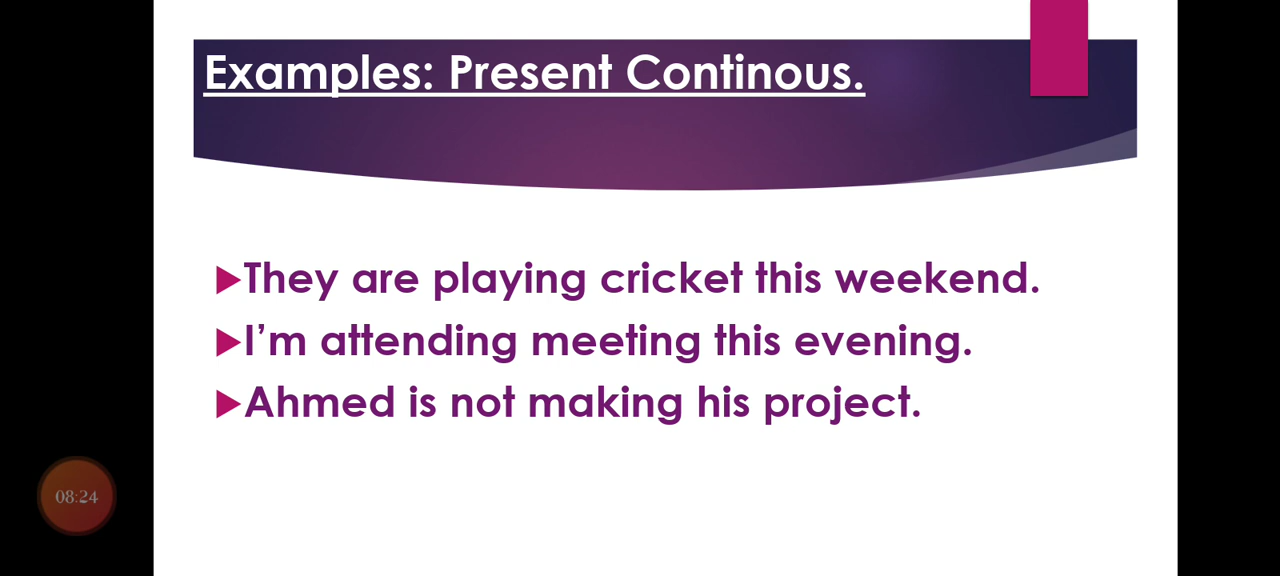 Examples: Present Continous.
They are playing cricket this weekend.
I'm attending meeting this evening.
Ahmed is not making his project.
08:24